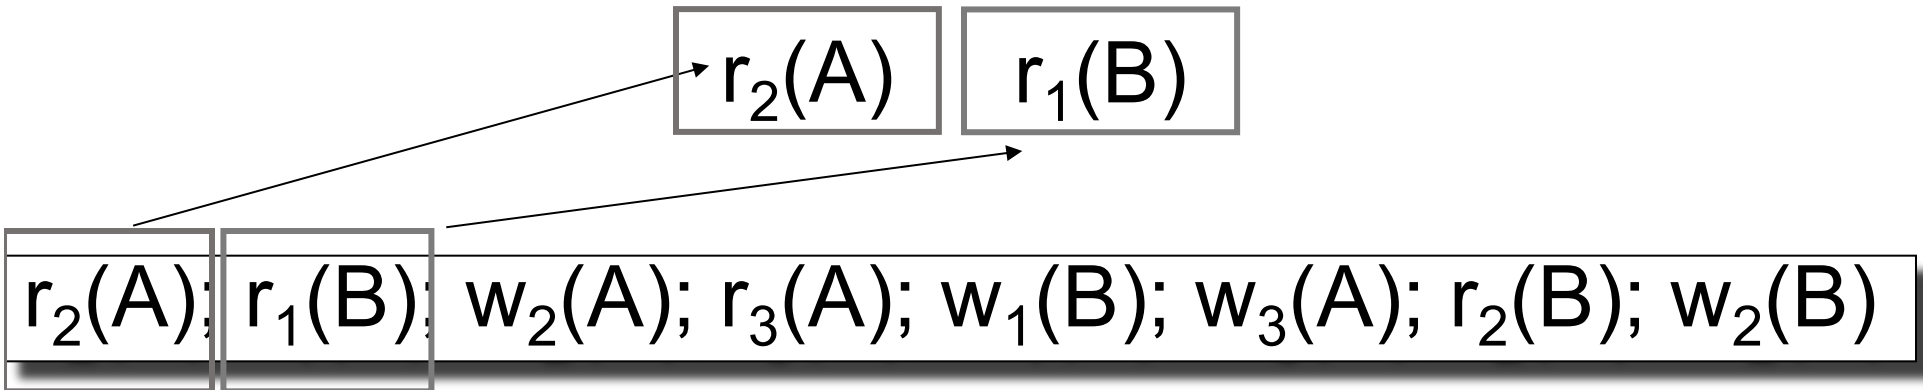 r₂(A) r₁(B)
r₂(A); r₁(B); w₂(A); r₃(A); w₁(B); w₃(A); r₂(B); w₂(B)